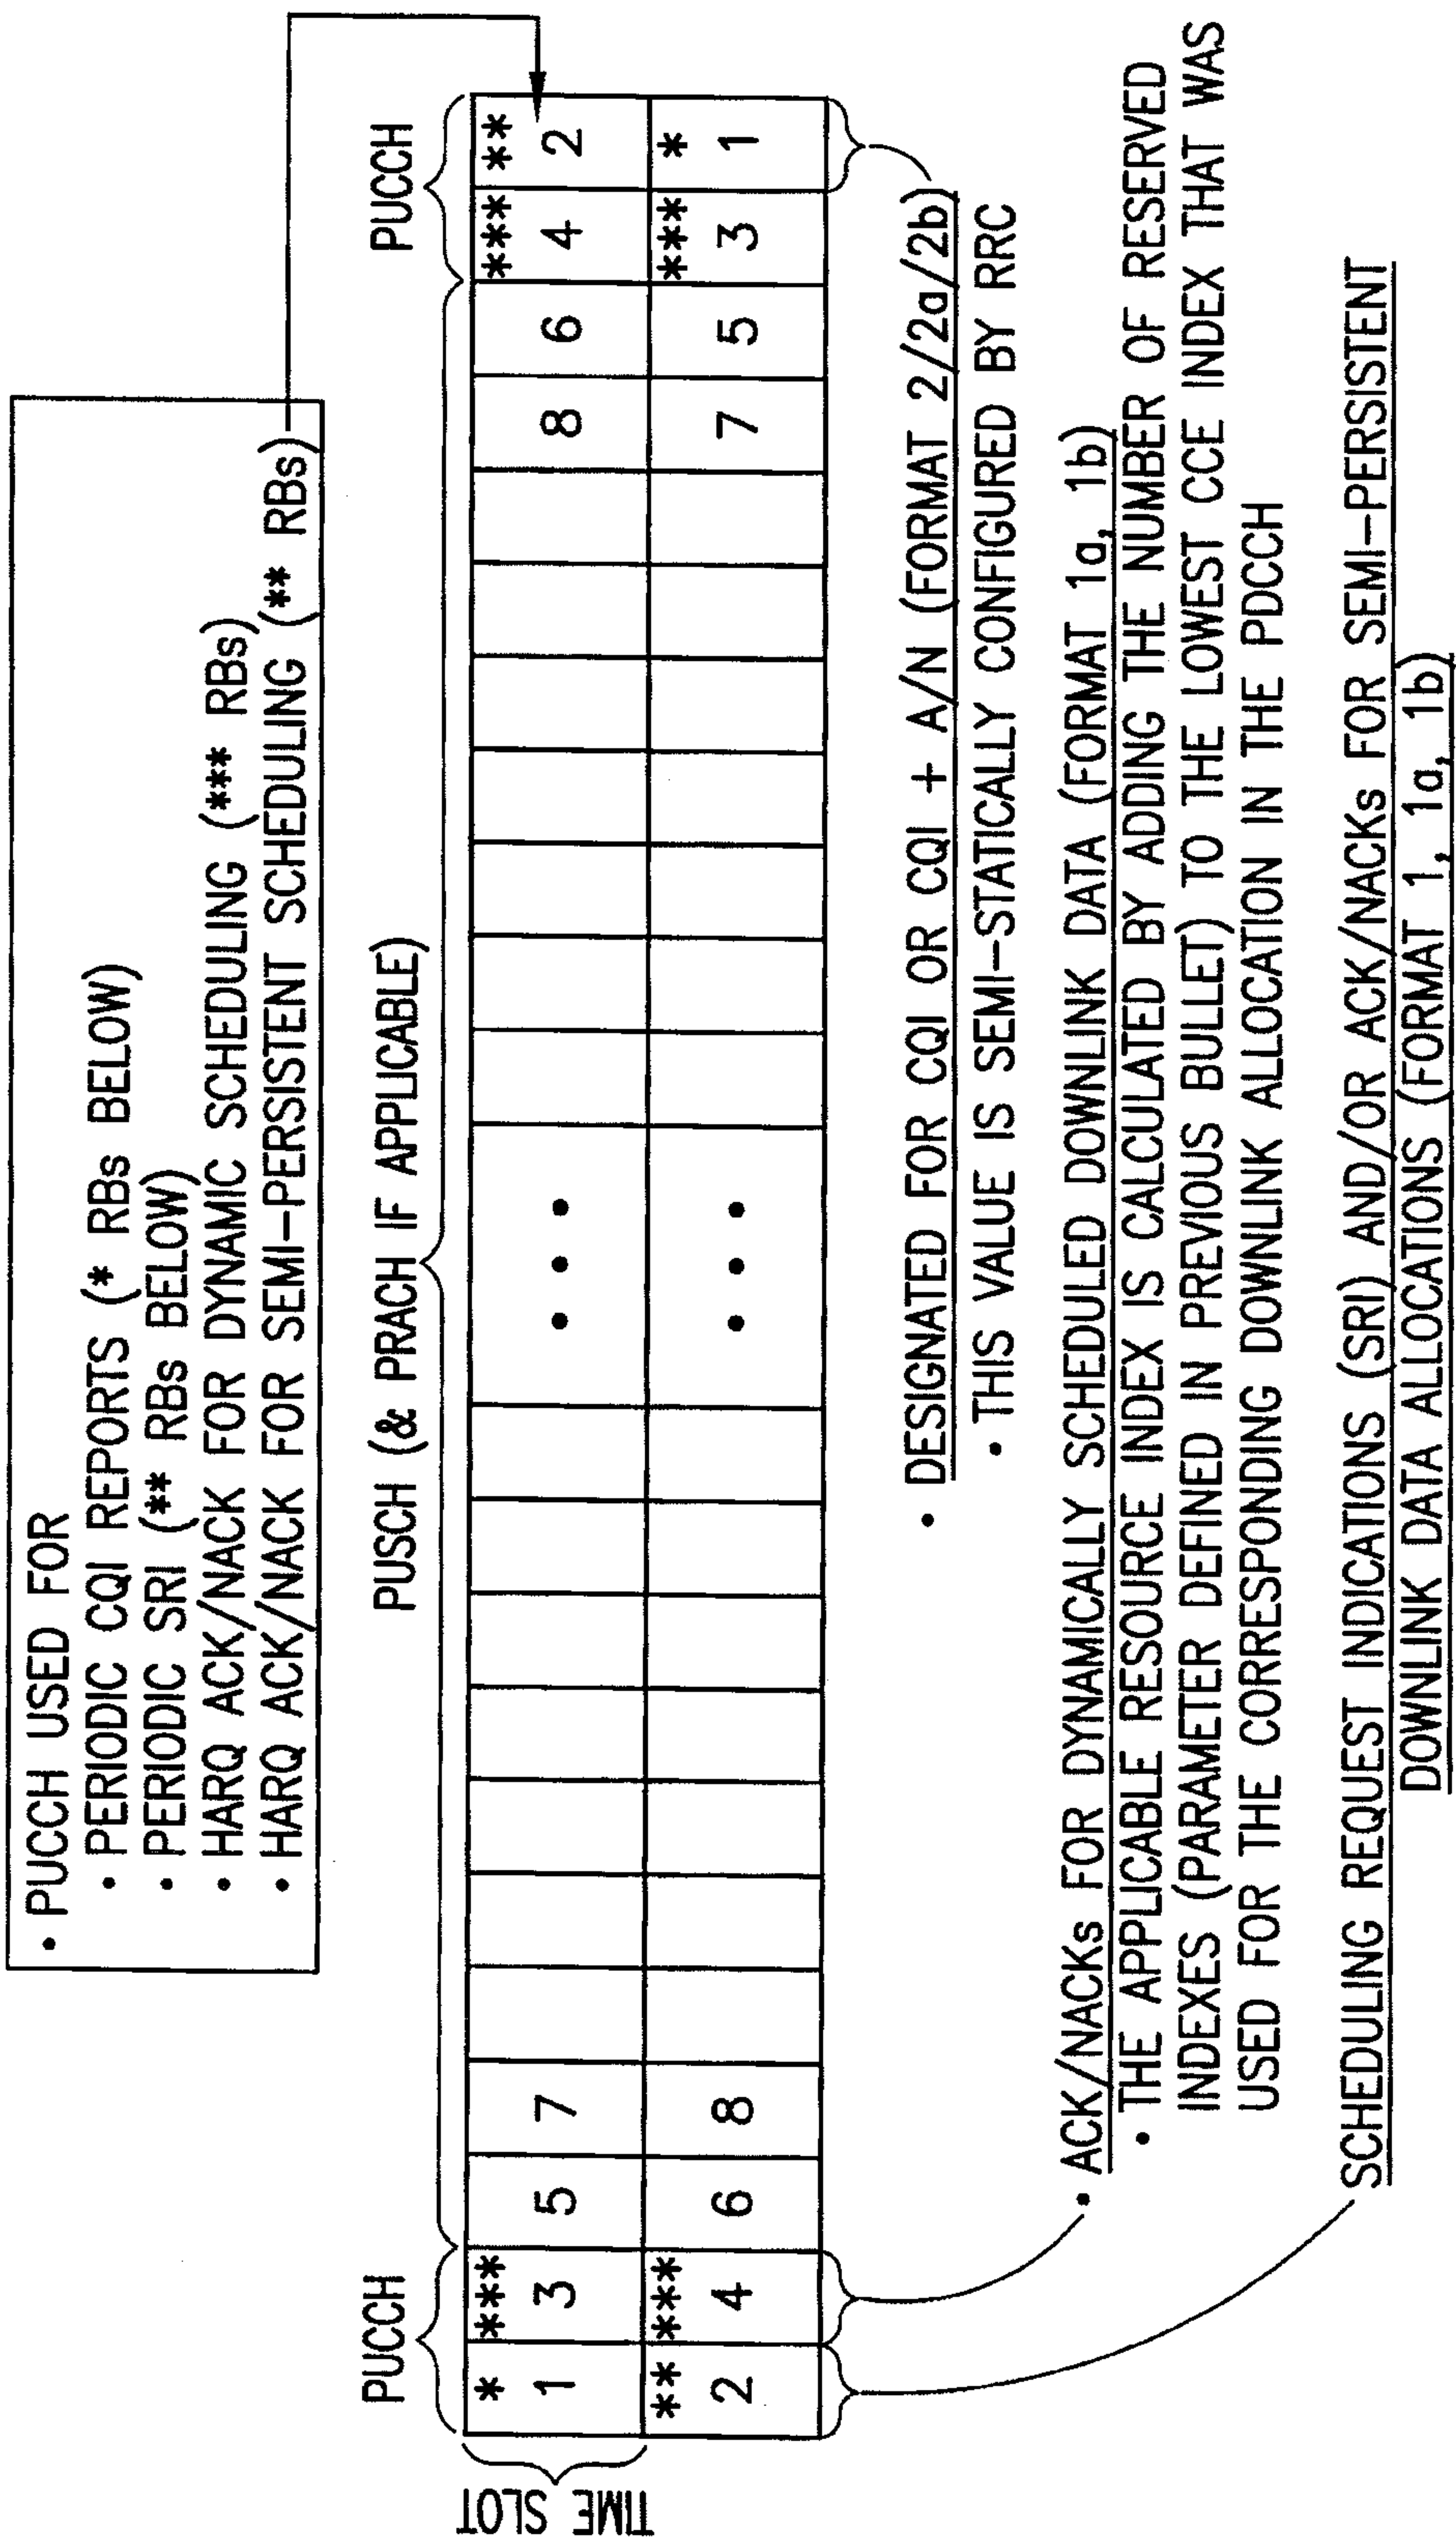 • PUCCH USED FOR
• PERIODIC CQI REPORTS (* RBs BELOW)
• PERIODIC SRI (** RBs BELOW)
• HARQ ACK/NACK FOR DYNAMIC SCHEDULING (*** RBs)
• HARQ ACK/NACK FOR SEMI-PERSISTENT SCHEDULING (** RBs)
PUCCH
PUSCH (& PRACH IF APPLICABLE)
PUCCH
TIME SLOT
* *** *** **
1 3 5 7 • • • 8 6 4 2
** *** *** *
2 4 6 8 • • • 7 5 3 1
• DESIGNATED FOR CQI OR CQI + A/N (FORMAT 2/2a/2b)
• THIS VALUE IS SEMI-STATICALLY CONFIGURED BY RRC
• ACK/NACKs FOR DYNAMICALLY SCHEDULED DOWNLINK DATA (FORMAT 1a, 1b)
• THE APPLICABLE RESOURCE INDEX IS CALCULATED BY ADDING THE NUMBER OF RESERVED
INDEXES (PARAMETER DEFINED IN PREVIOUS BULLET) TO THE LOWEST CCE INDEX THAT WAS
USED FOR THE CORRESPONDING DOWNLINK ALLOCATION IN THE PDCCH
SCHEDULING REQUEST INDICATIONS (SRI) AND/OR ACK/NACKs FOR SEMI-PERSISTENT
DOWNLINK DATA ALLOCATIONS (FORMAT 1, 1a, 1b)